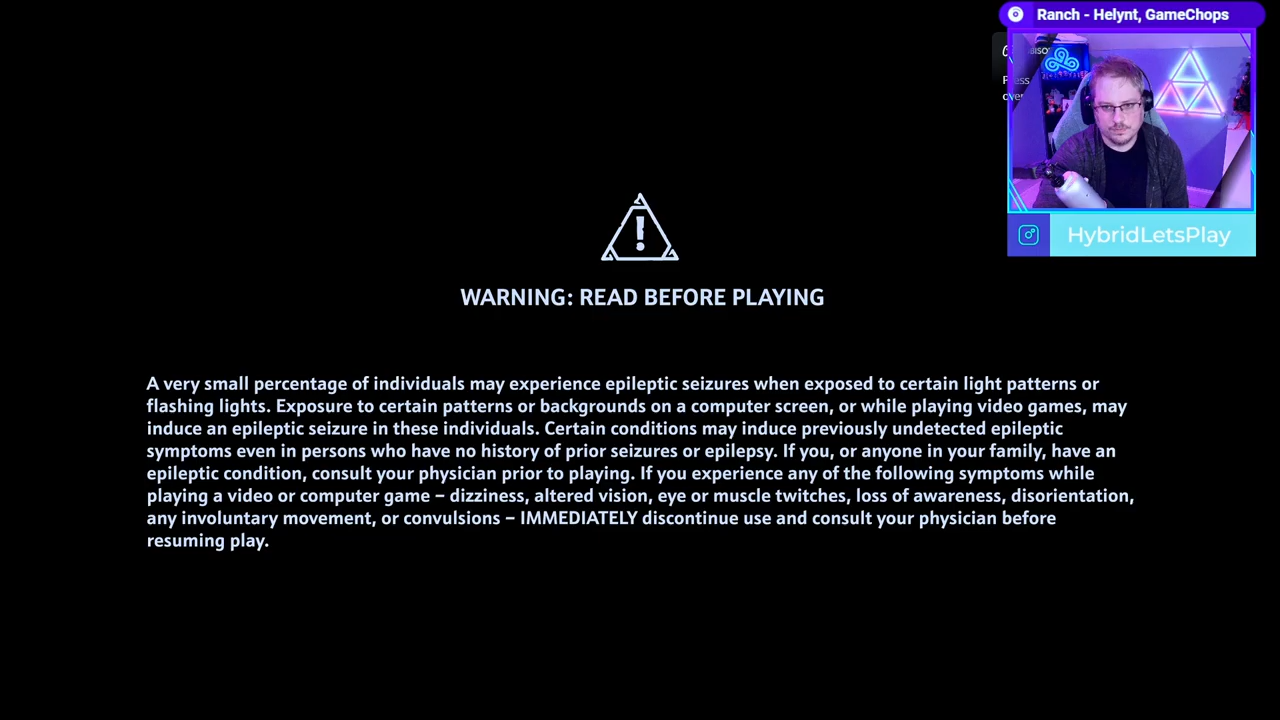 Ranch - Helynt, GameChops
HybridLetsPlay
WARNING: READ BEFORE PLAYING
A very small percentage of individuals may experience epileptic seizures when exposed to certain light patterns or
flashing lights. Exposure to certain patterns or backgrounds on a computer screen, or while playing video games, may
induce an epileptic seizure in these individuals. Certain conditions may induce previously undetected epileptic
symptoms even in persons who have no history of prior seizures or epilepsy. If you, or anyone in your family, have an
epileptic condition, consult your physician prior to playing. If you experience any of the following symptoms while
playing a video or computer game – dizziness, altered vision, eye or muscle twitches, loss of awareness, disorientation,
any involuntary movement, or convulsions – IMMEDIATELY discontinue use and consult your physician before
resuming play.